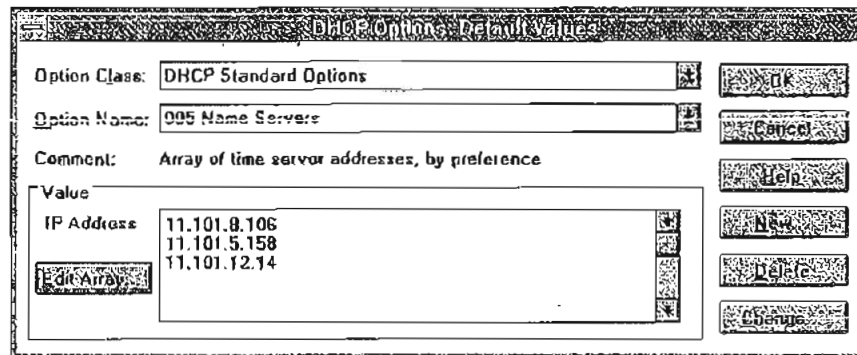 DHCP Options: Default Values
Option Class: DHCP Standard Options
OK
Option Name: 005 Name Servers
Cancel
Comment: Array of time server addresses, by preference
Help
Value
IP Address
11.101.8.106
New
11.101.5.158
11.101.12.14
Edit Array...
Delete
Change